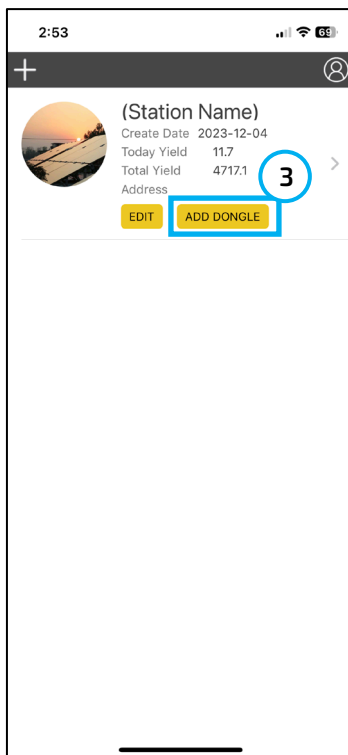 2:53 69
(Station Name)
Create Date 2023-12-04
Today Yield 11.7
Total Yield 4717.1
3
Address
EDIT ADD DONGLE